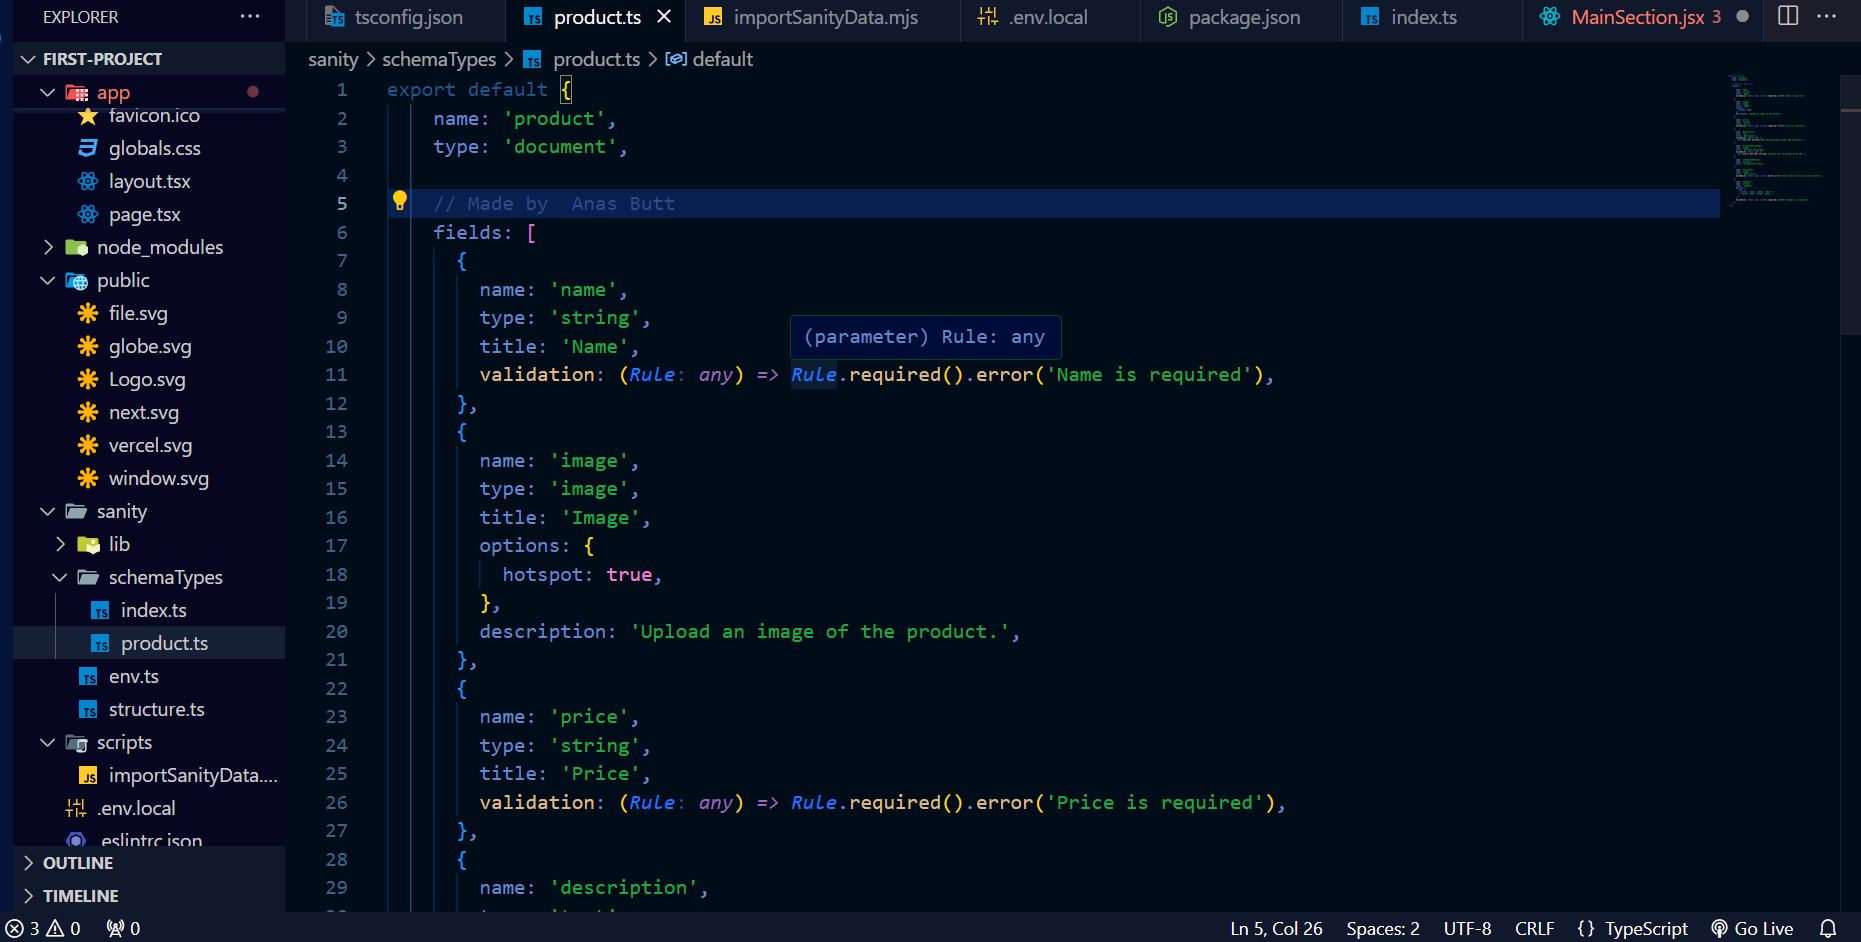 EXPLORER
tsconfig.json
product.ts
importSanityData.mjs
.env.local
package.json
index.ts
MainSection.jsx 3
FIRST-PROJECT
app
favicon.ico
globals.css
layout.tsx
page.tsx
node_modules
public
file.svg
globe.svg
Logo.svg
next.svg
vercel.svg
window.svg
sanity
lib
schemaTypes
index.ts
product.ts
env.ts
structure.ts
scripts
importSanityData....
.env.local
.eslintrc.json
OUTLINE
TIMELINE
sanity > schemaTypes > TS product.ts > default
1 export default {
2 name: 'product',
3 type: 'document',
4
5 // Made by  Anas Butt
6 fields: [
7 {
8 name: 'name',
9 type: 'string',
10 title: 'Name',
(parameter) Rule: any
11 validation: (Rule: any) => Rule.required().error('Name is required'),
12 },
13 {
14 name: 'image',
15 type: 'image',
16 title: 'Image',
17 options: {
18 hotspot: true,
19 },
20 description: 'Upload an image of the product.',
21 },
22 {
23 name: 'price',
24 type: 'string',
25 title: 'Price',
26 validation: (Rule: any) => Rule.required().error('Price is required'),
27 },
28 {
29 name: 'description',
3 0 0 Ln 5, Col 26 Spaces: 2 UTF-8 CRLF {} TypeScript Go Live